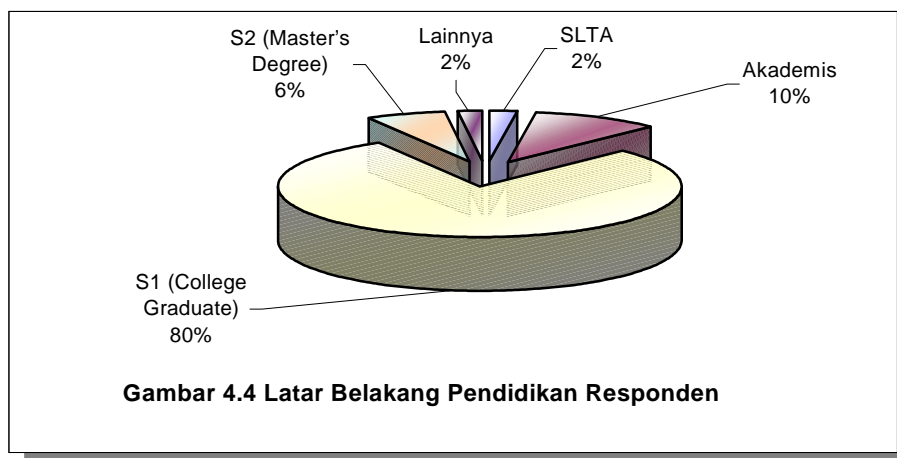 S2 (Master's
Degree)
6%
Lainnya
2%
SLTA
2%
Akademis
10%
S1 (College
Graduate)
80%
Gambar 4.4 Latar Belakang Pendidikan Responden